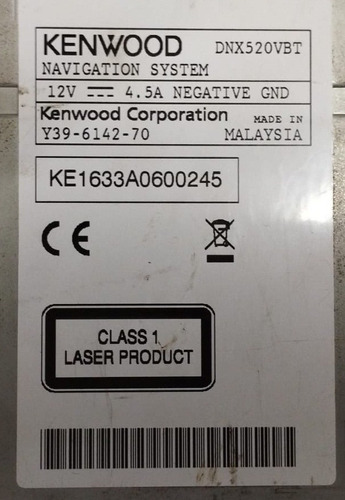 KENWOOD DNX520VBT
NAVIGATION SYSTEM
12V ⎓ 4.5A NEGATIVE GND
Kenwood Corporation MADE IN
Y39-6142-70 MALAYSIA
KE1633A0600245
CE
CLASS 1
LASER PRODUCT